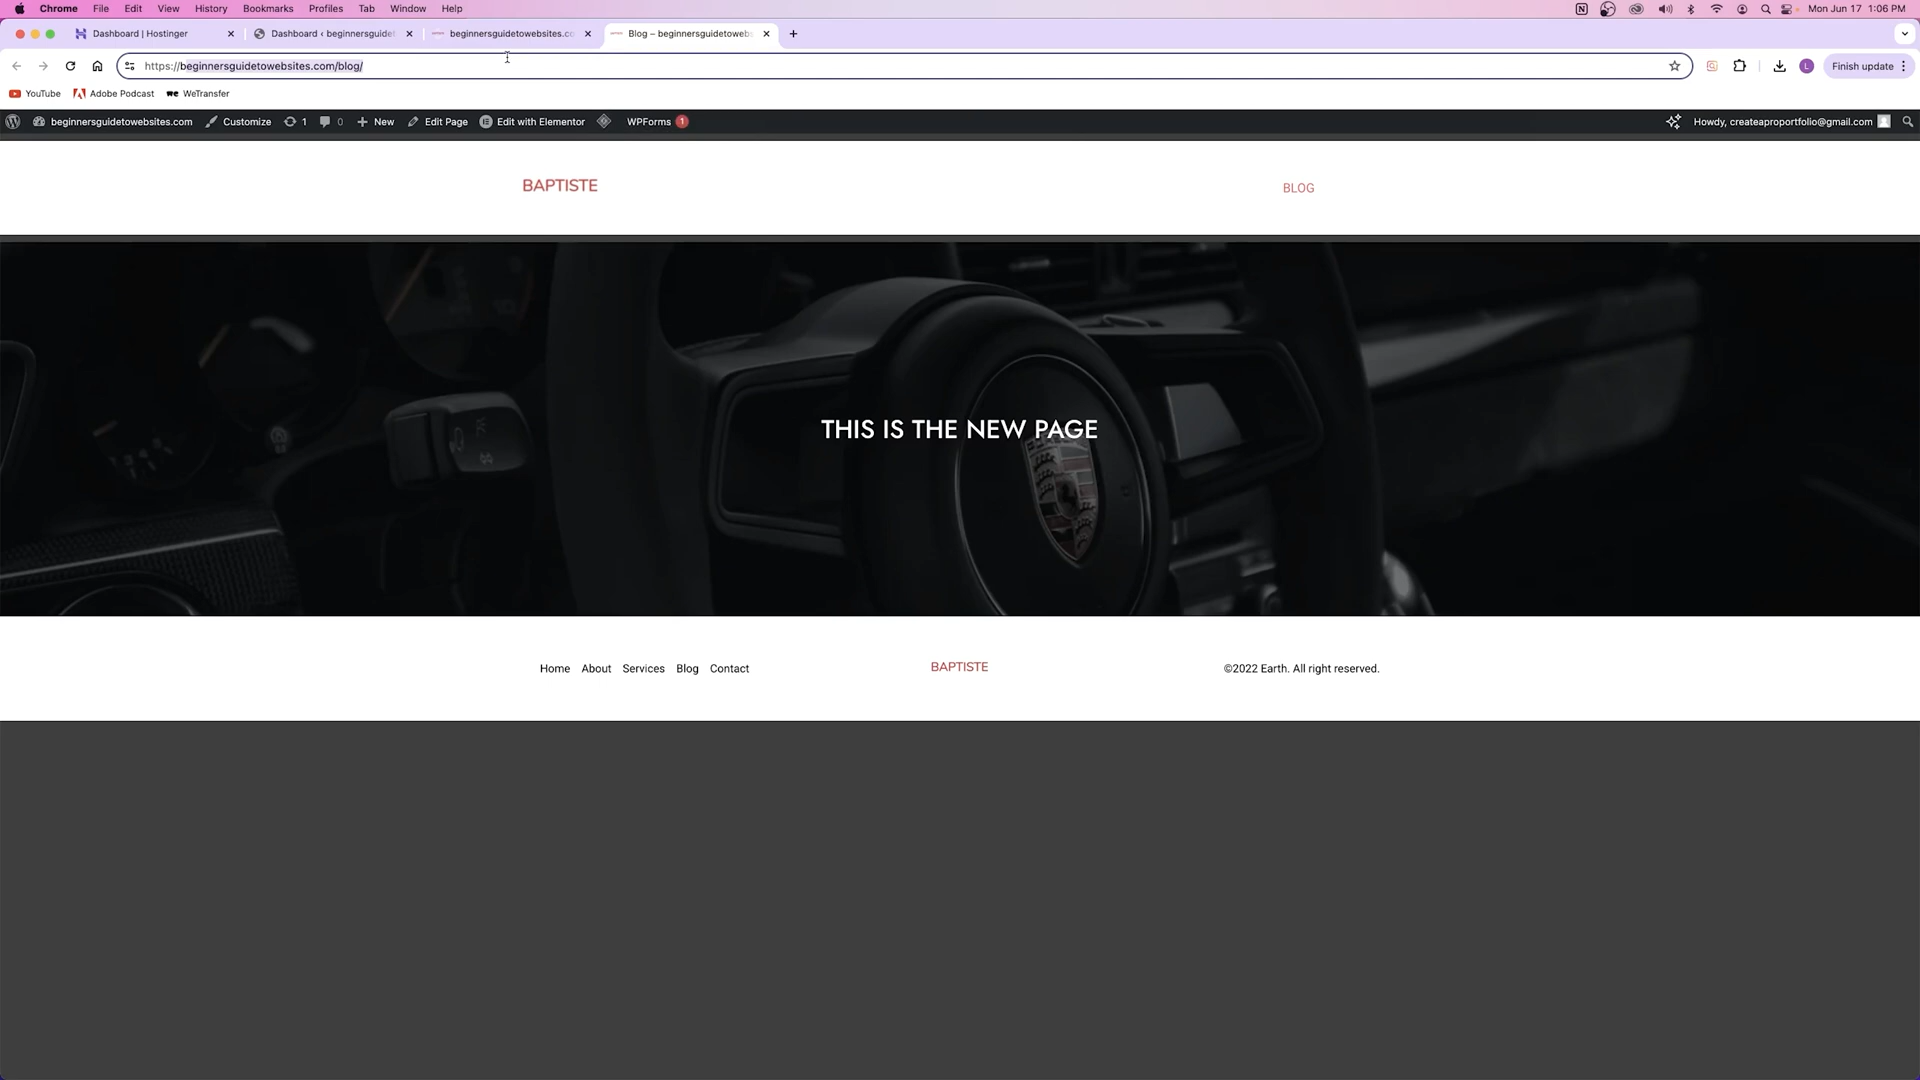 Chrome File Edit View History Bookmarks Profiles Tab Window Help Mon Jun 17 1:06 PM
Dashboard | Hostinger Dashboard ‹ beginnersguidet beginnersguidetowebsites.co Blog – beginnersguidetowebs
https://beginnersguidetowebsites.com/blog/ L Finish update
YouTube Adobe Podcast WeTransfer
beginnersguidetowebsites.com Customize 1 0 New Edit Page Edit with Elementor WPForms 1 Howdy, createaproportfolio@gmail.com
BAPTISTE BLOG
THIS IS THE NEW PAGE
Home About Services Blog Contact BAPTISTE ©2022 Earth. All right reserved.